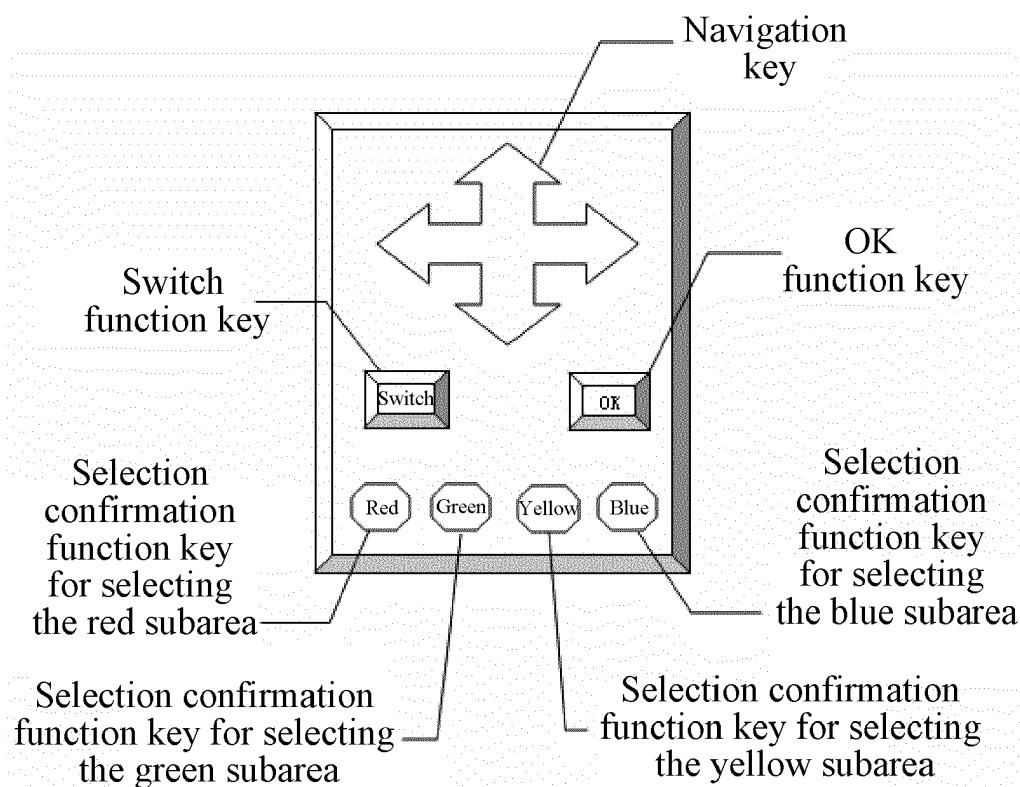 Navigation
key
Switch
function key
OK
function key
Switch
OK
Selection
confirmation
function key
for selecting
the red subarea
Red
Green
Yellow
Blue
Selection
confirmation
function key
for selecting
the blue subarea
Selection confirmation
function key for selecting
the green subarea
Selection confirmation
function key for selecting
the yellow subarea